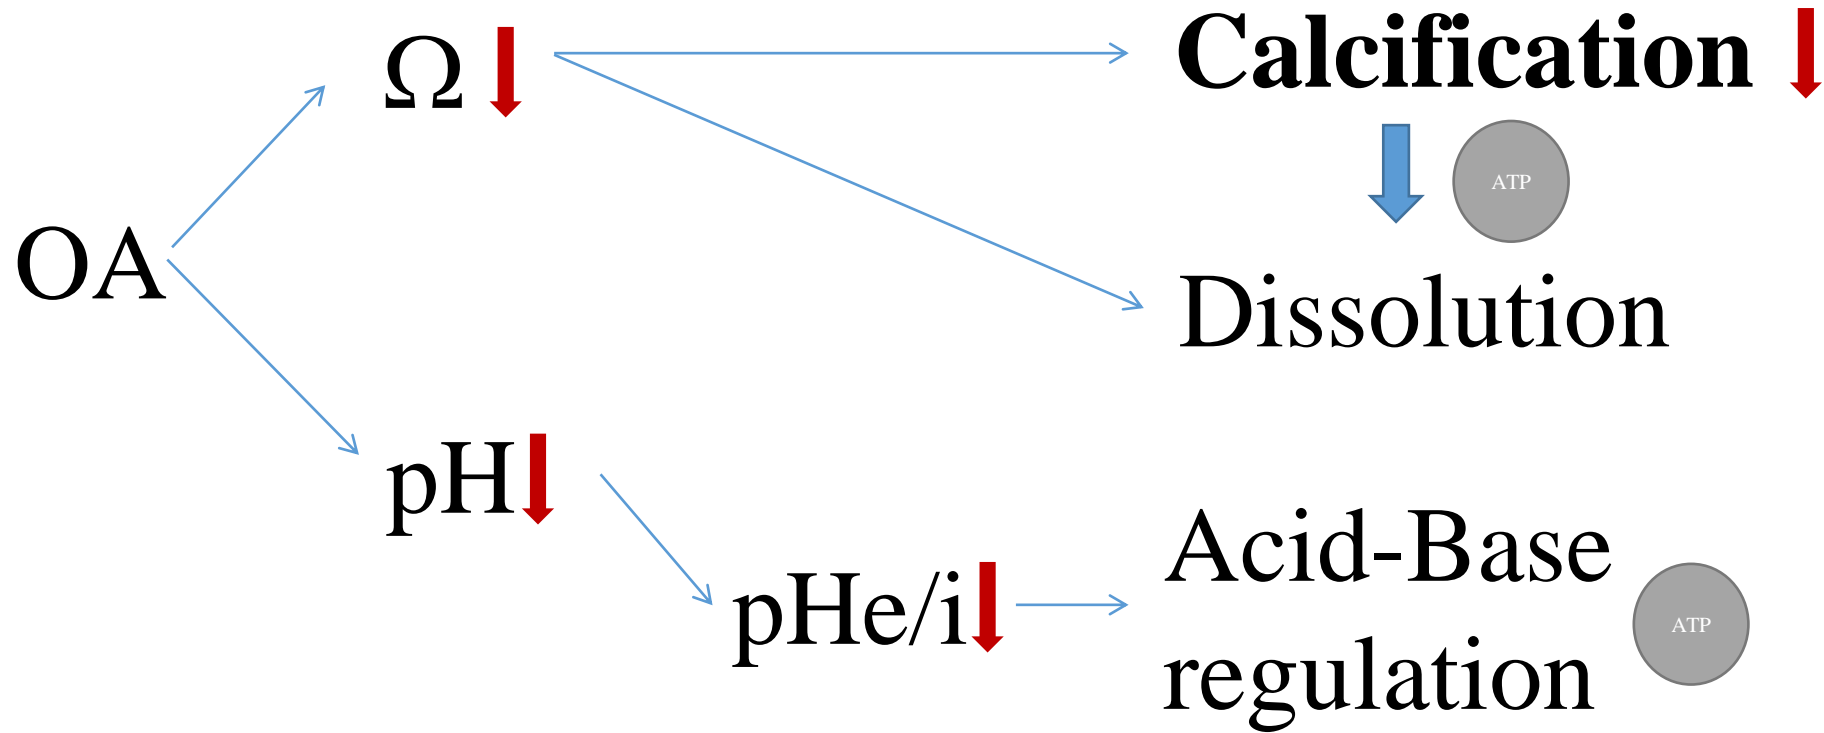 Ω
Calcification
ATP
OA
Dissolution
pH
pHe/i
Acid-Base
regulation
ATP